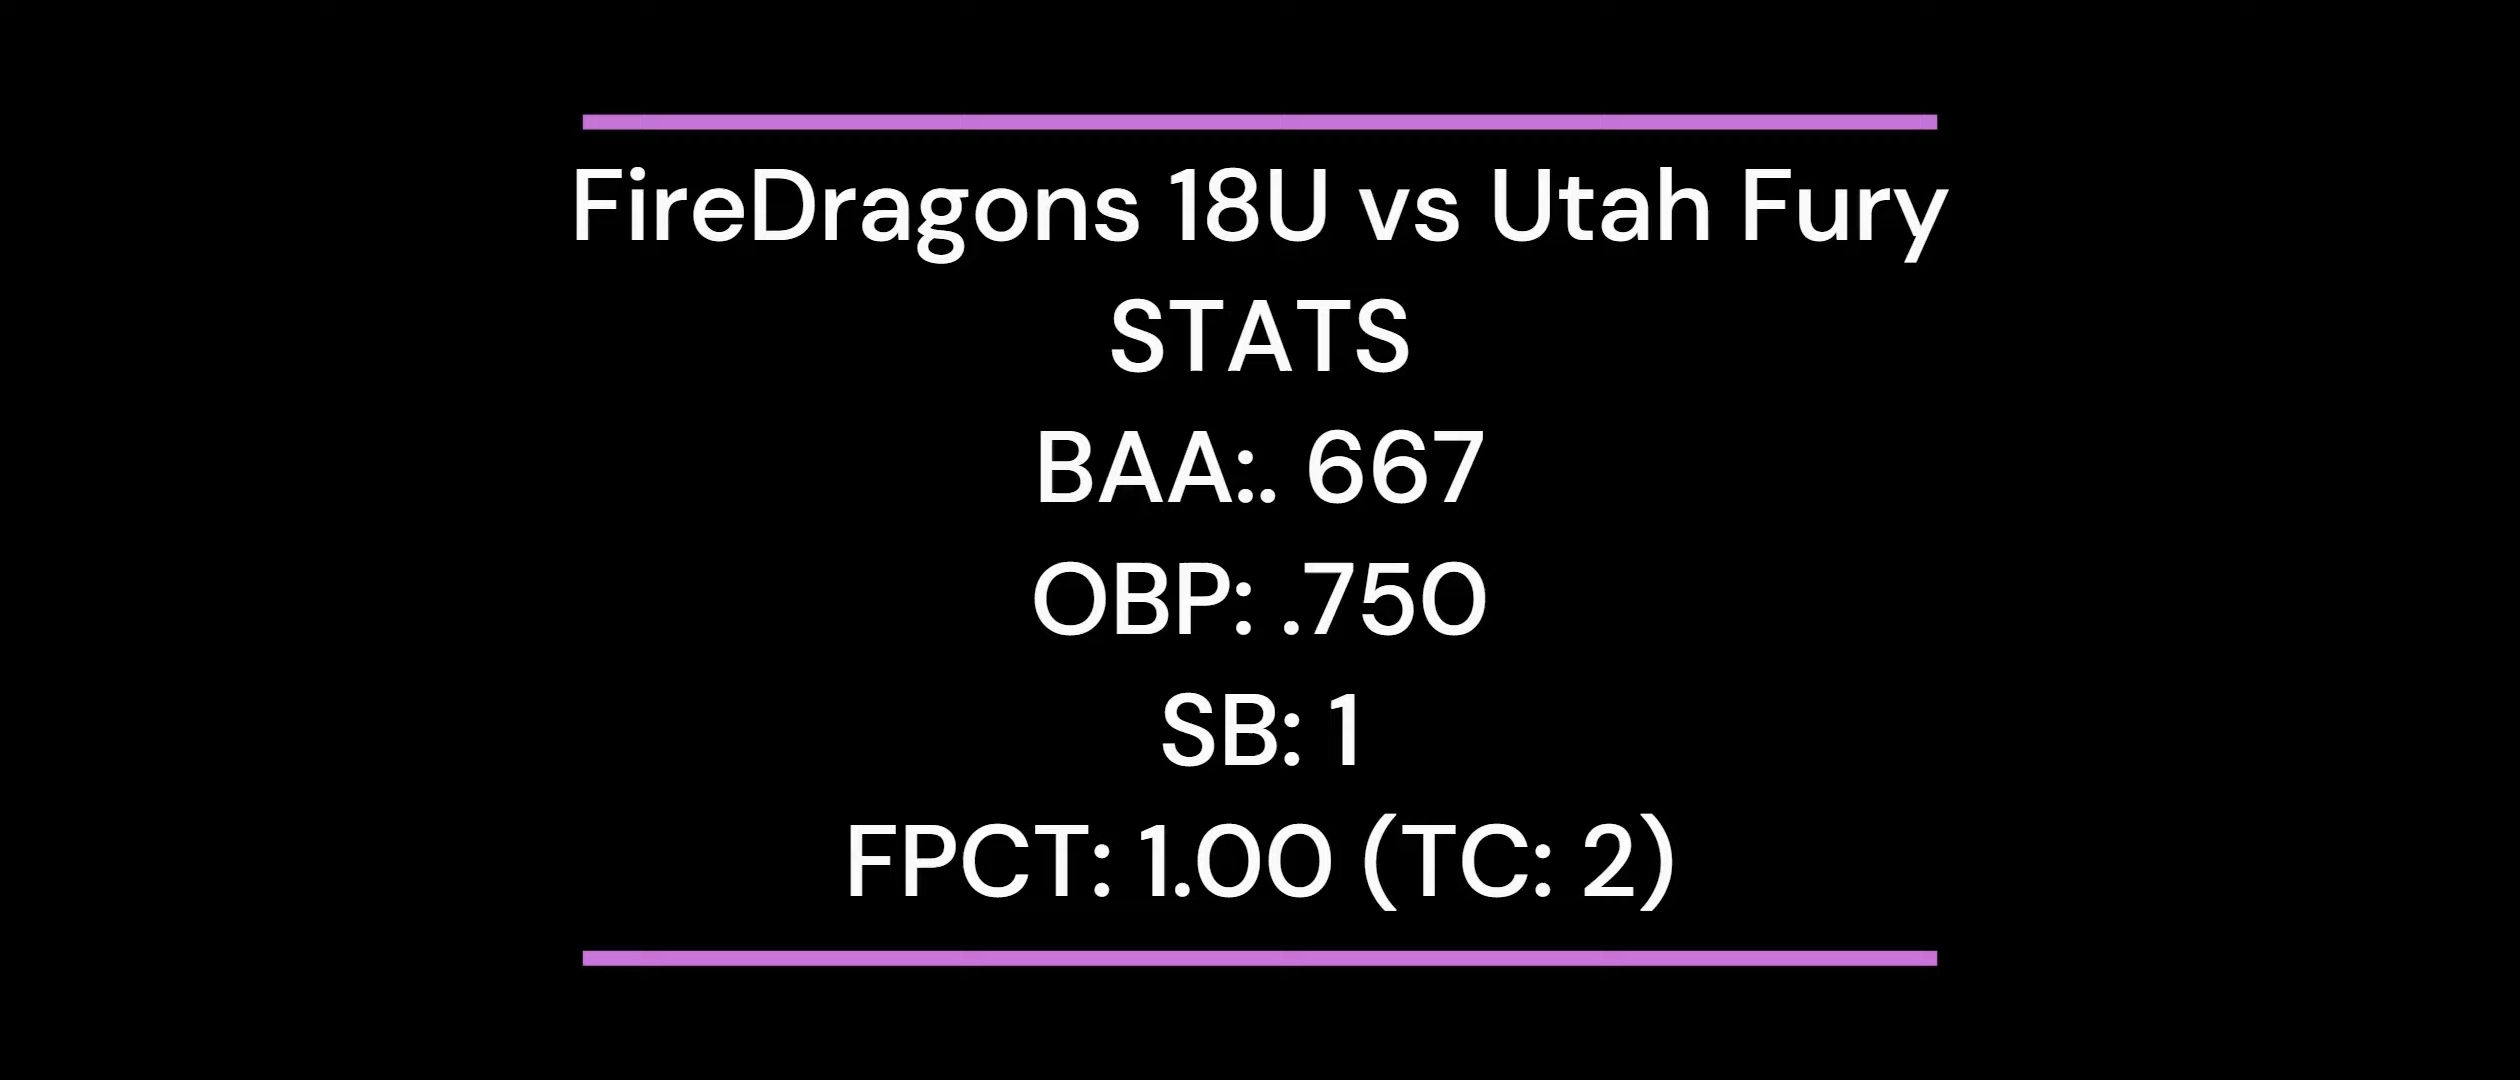 FireDragons 18U vs Utah Fury
STATS
BAA:. 667
OBP: .750
SB: 1
FPCT: 1.00 (TC: 2)